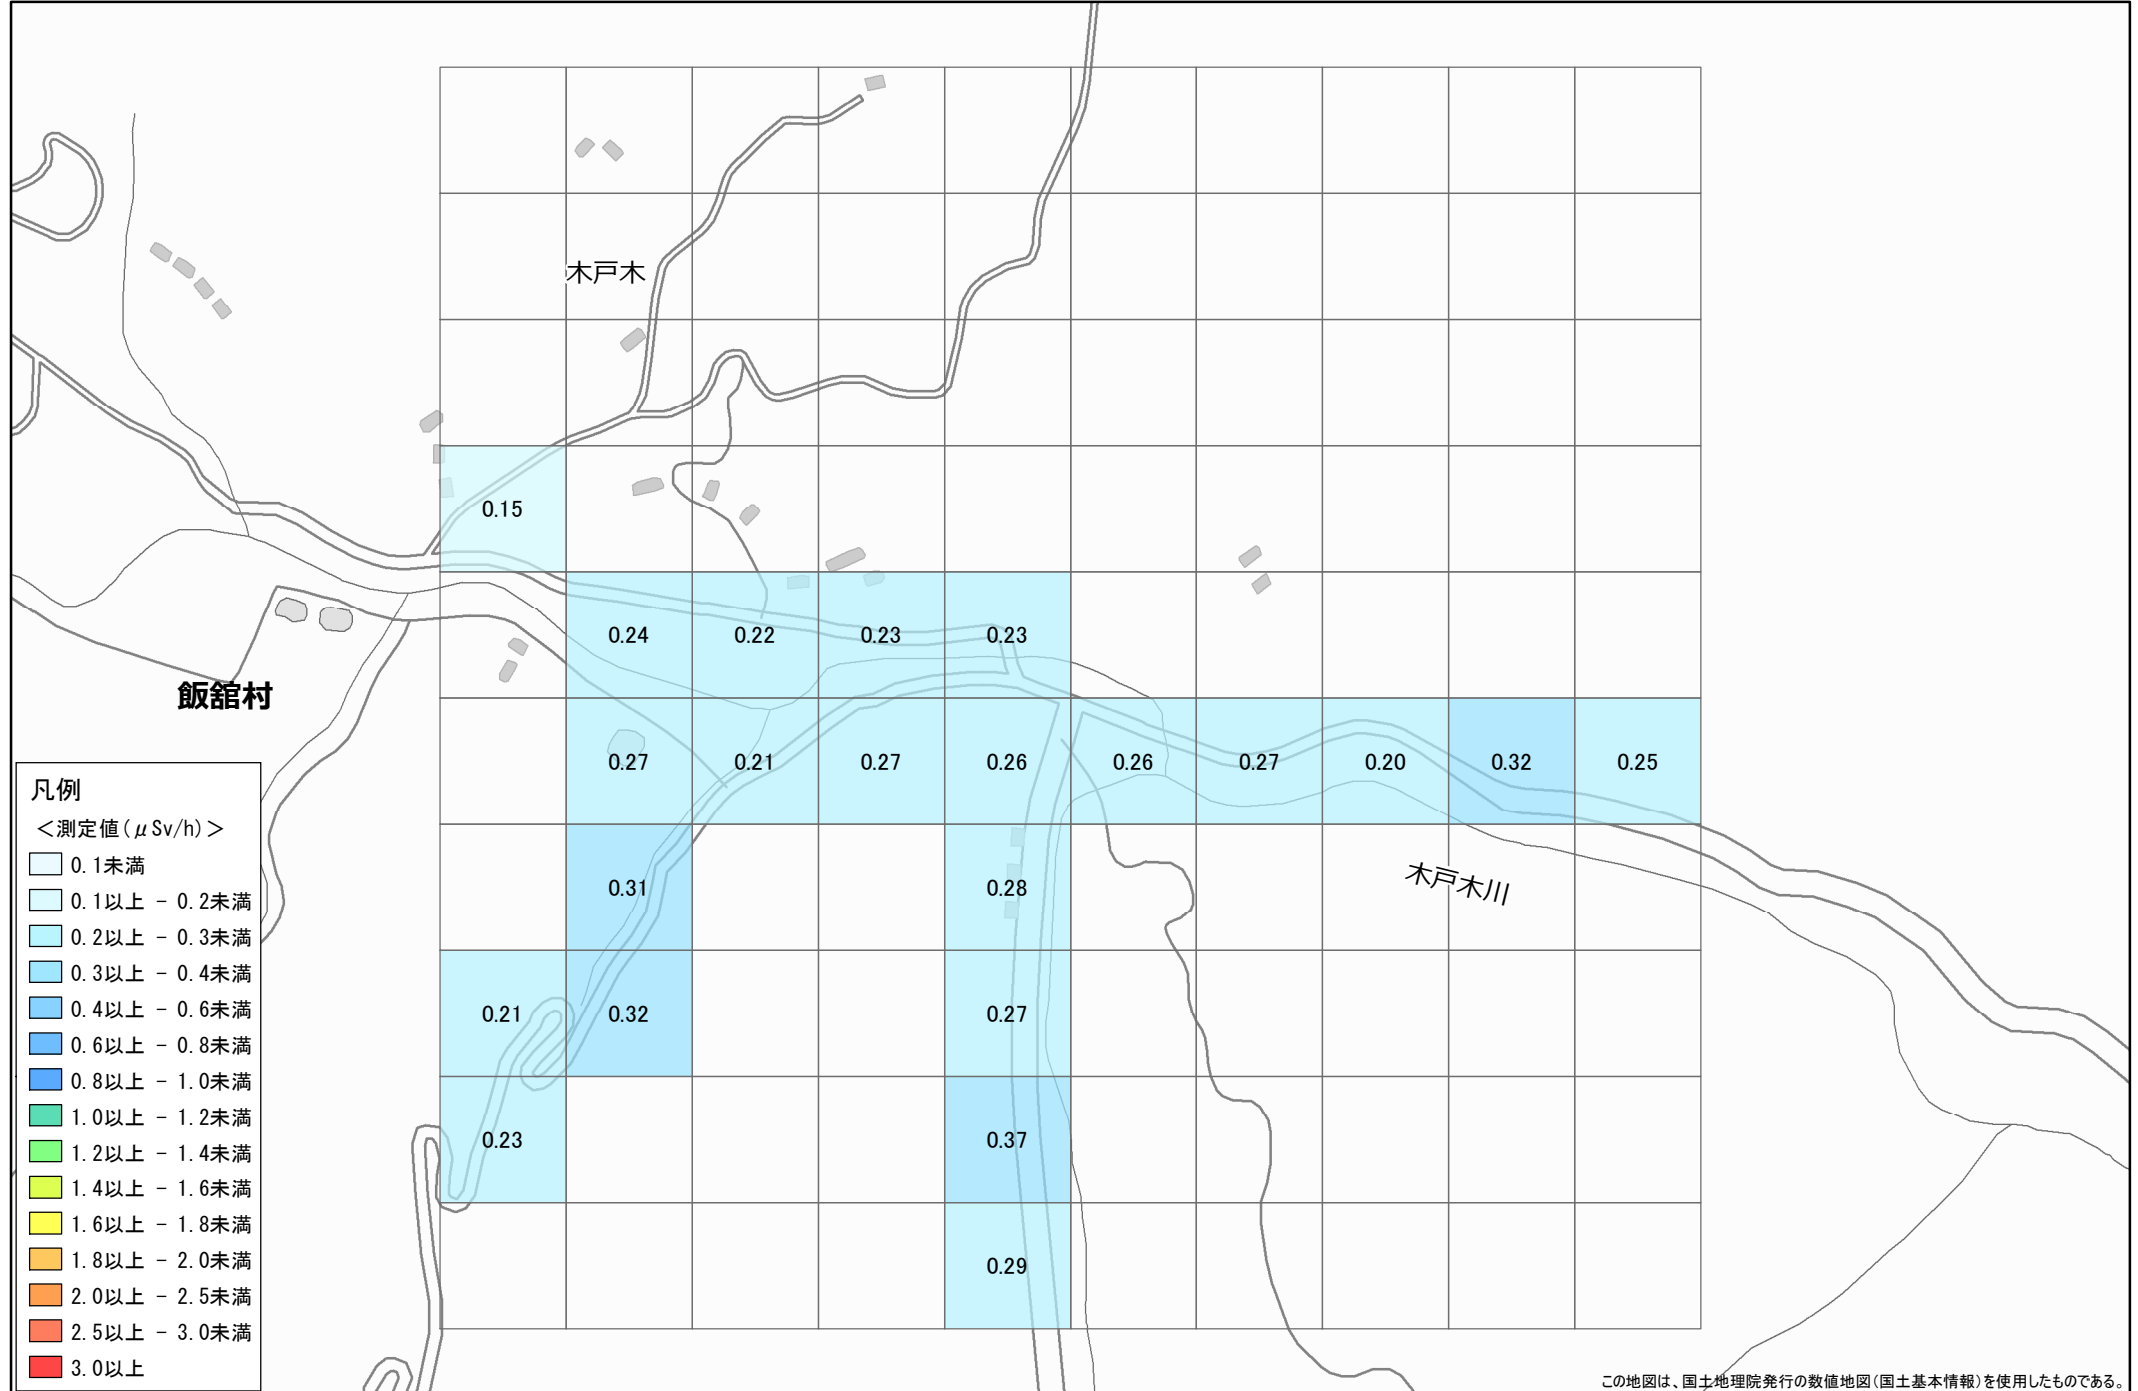 木戸木
0.15
0.24 0.22 0.23 0.23
飯舘村
0.27 0.21 0.27 0.26 0.26 0.27 0.20 0.32 0.25
0.31 0.28
木戸木川
0.21 0.32 0.27
0.23 0.37
0.29
凡例
＜測定値(μSv/h)＞
0.1未満
0.1以上 - 0.2未満
0.2以上 - 0.3未満
0.3以上 - 0.4未満
0.4以上 - 0.6未満
0.6以上 - 0.8未満
0.8以上 - 1.0未満
1.0以上 - 1.2未満
1.2以上 - 1.4未満
1.4以上 - 1.6未満
1.6以上 - 1.8未満
1.8以上 - 2.0未満
2.0以上 - 2.5未満
2.5以上 - 3.0未満
3.0以上
この地図は、国土地理院発行の数値地図(国土基本情報)を使用したものである。